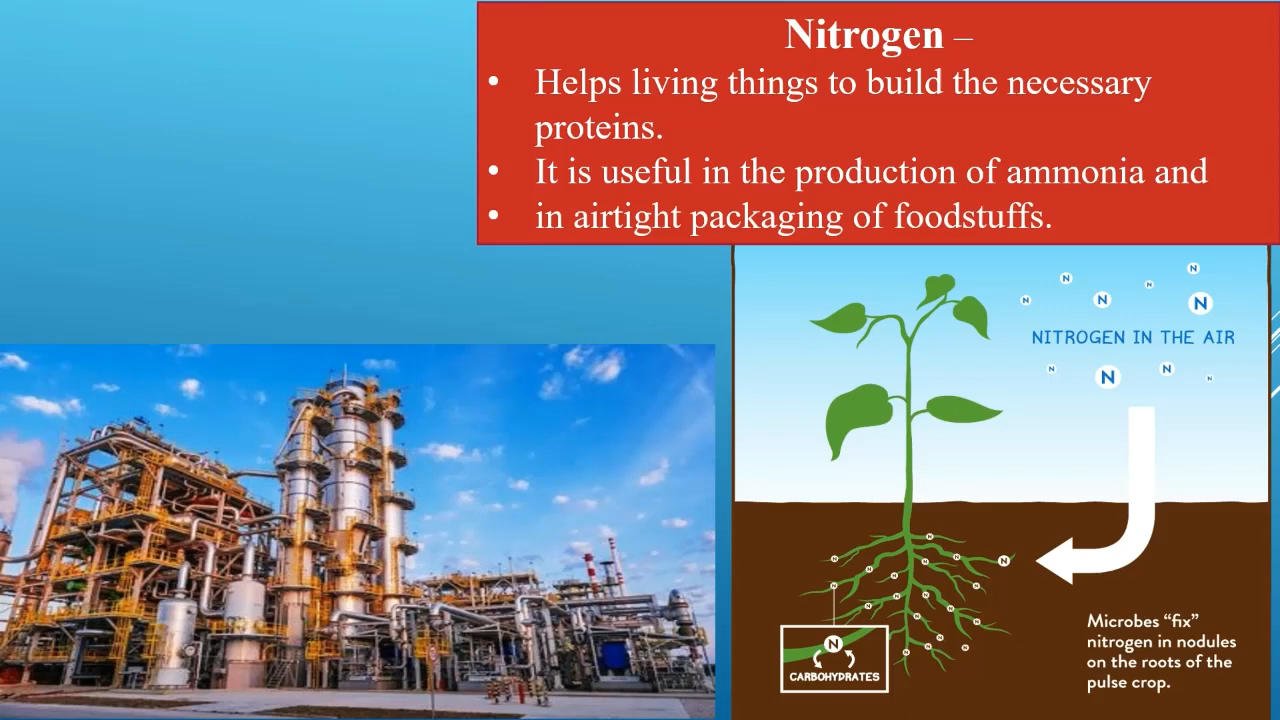 Nitrogen –
• Helps living things to build the necessary
proteins.
• It is useful in the production of ammonia and
• in airtight packaging of foodstuffs.
N
N
N
N
N
N
NITROGEN IN THE AIR
N
N
N
N
Microbes “fix”
nitrogen in nodules
on the roots of the
pulse crop.
N
CARBOHYDRATES